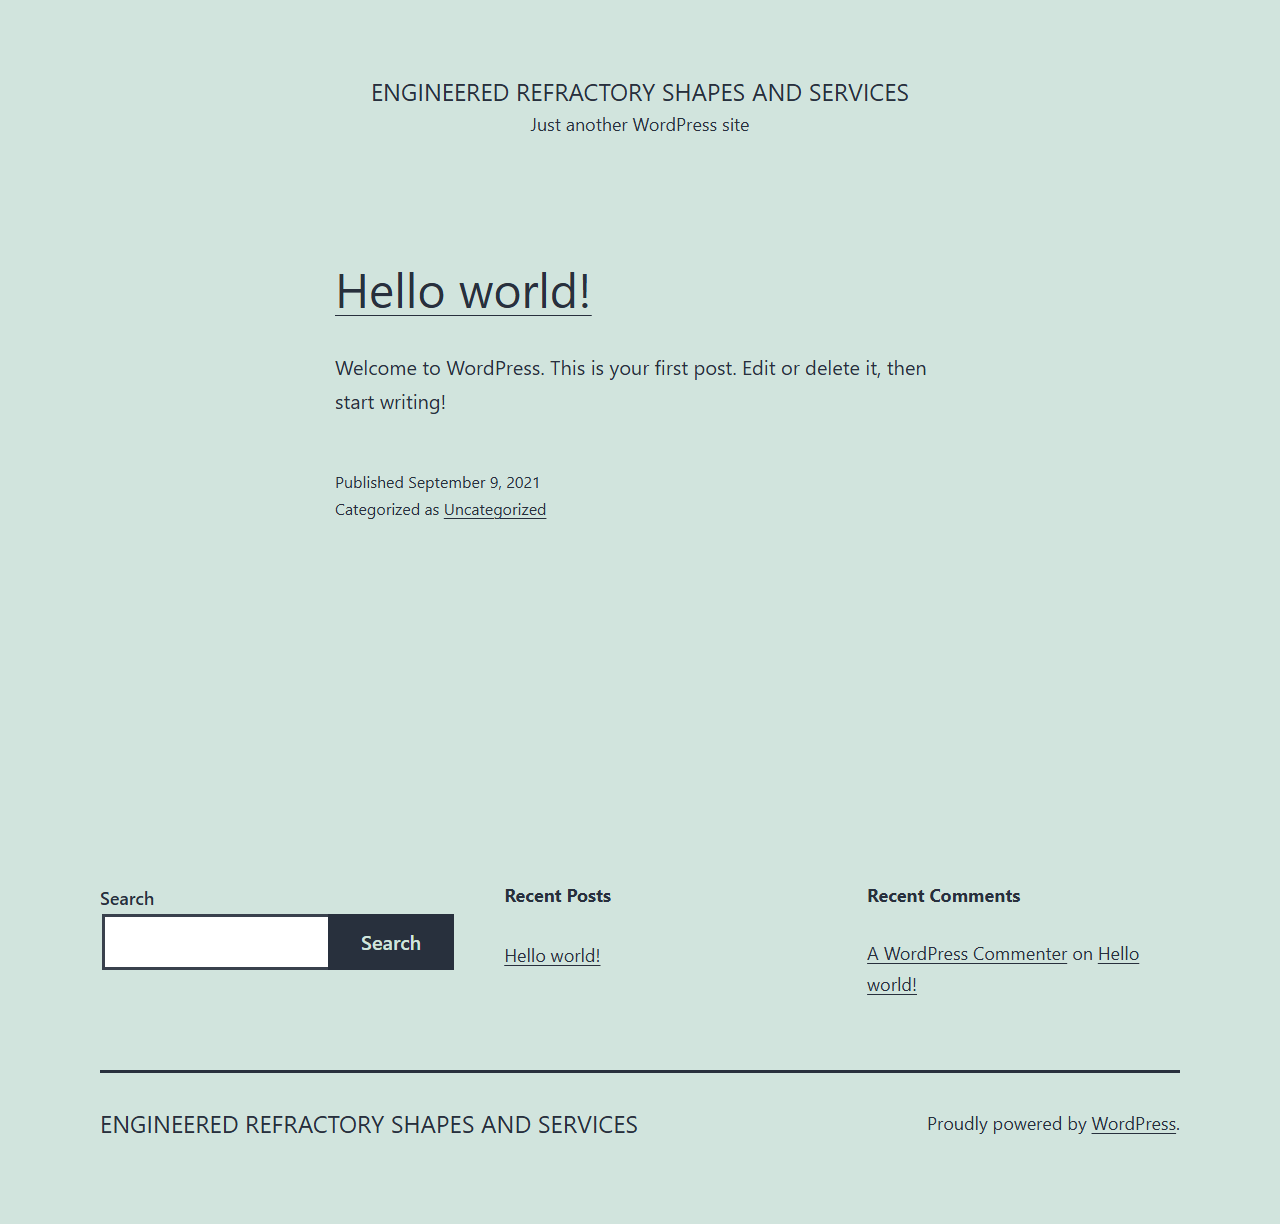 ENGINEERED REFRACTORY SHAPES AND SERVICES
Just another WordPress site
Hello world!
Welcome to WordPress. This is your first post. Edit or delete it, then
start writing!
Published September 9, 2021
Categorized as Uncategorized
Search
Search
Recent Posts
Hello world!
Recent Comments
A WordPress Commenter on Hello
world!
ENGINEERED REFRACTORY SHAPES AND SERVICES
Proudly powered by WordPress.